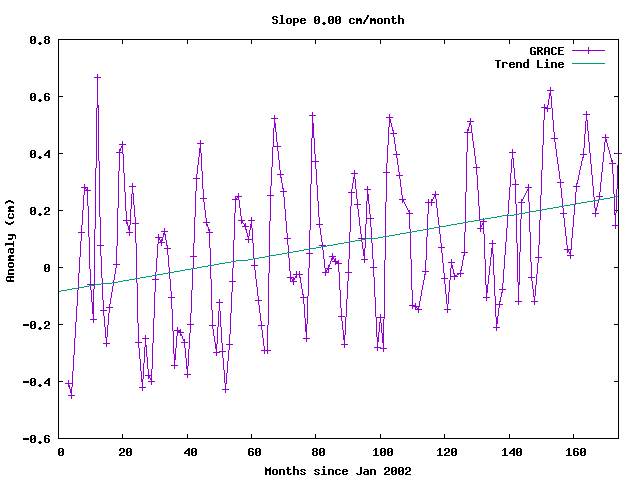 Slope 0.00 cm/month
GRACE
Trend Line
0.8
0.6
0.4
0.2
0
-0.2
-0.4
-0.6
Anomaly (cm)
0 20 40 60 80 100 120 140 160
Months since Jan 2002